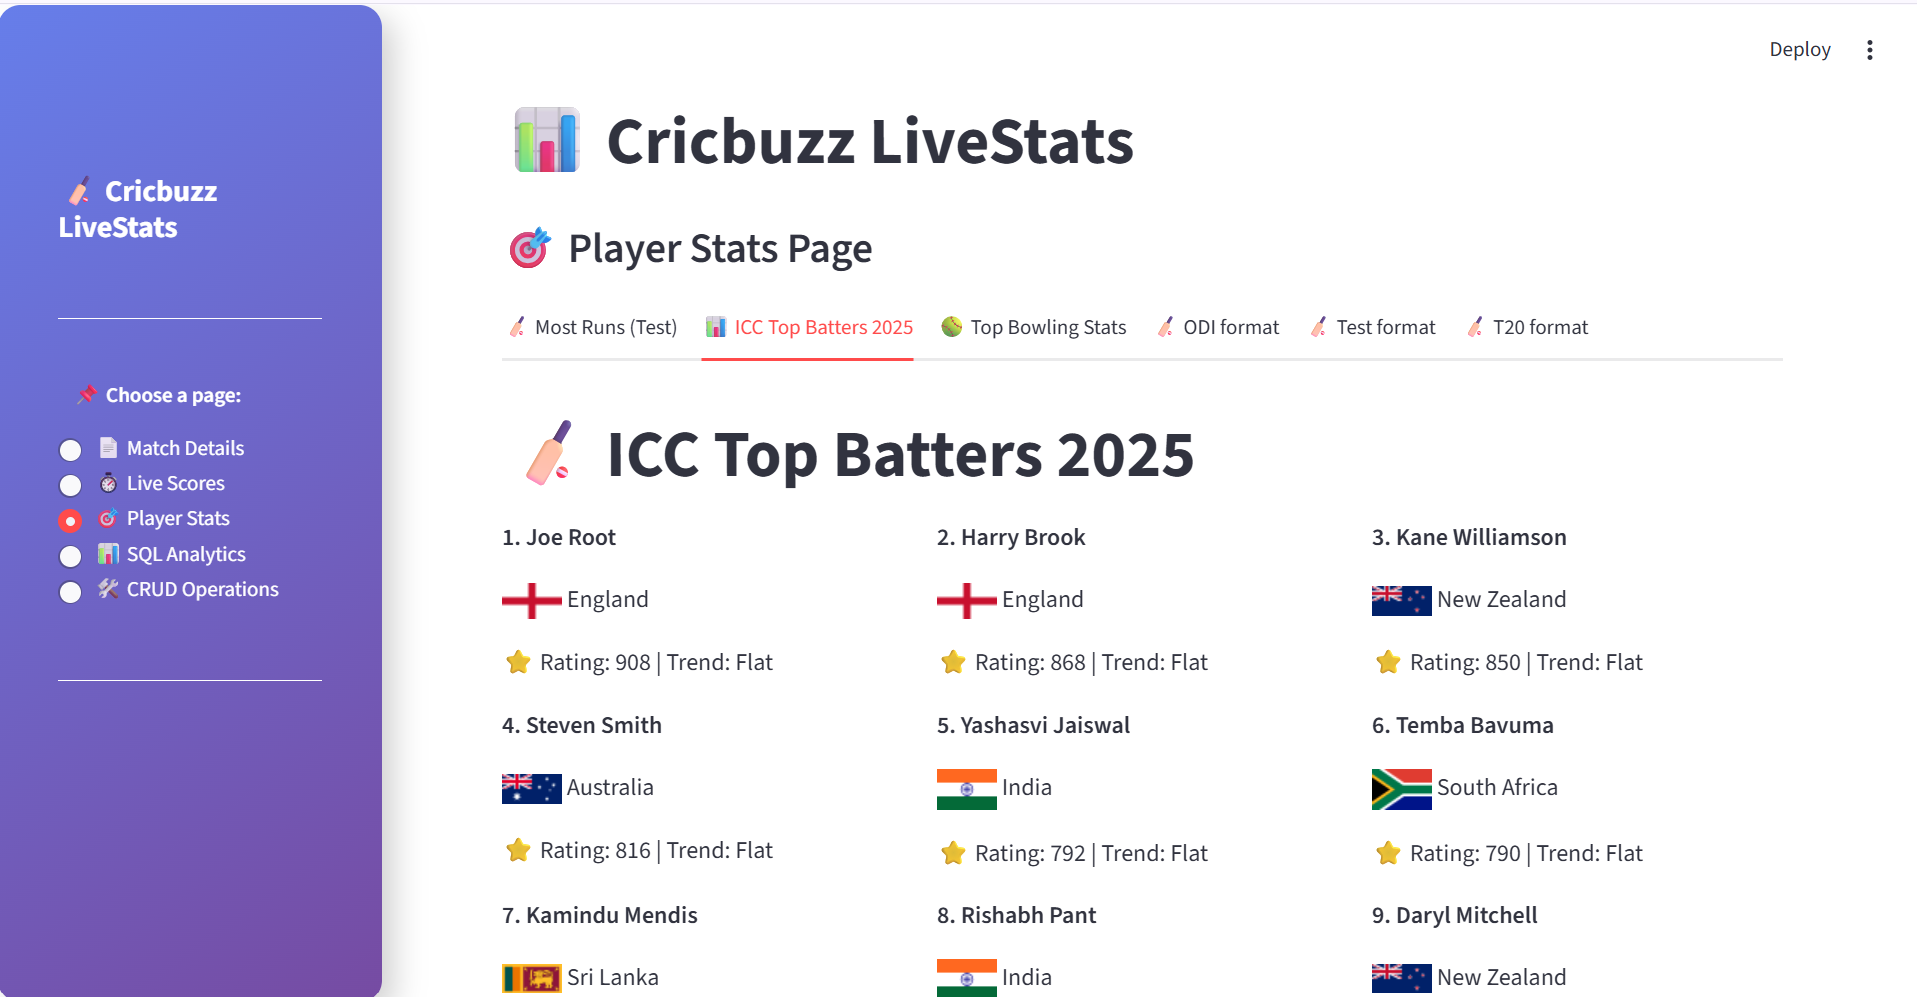 Deploy
Cricbuzz
LiveStats
Choose a page:
Match Details
Live Scores
Player Stats
SQL Analytics
CRUD Operations
Cricbuzz LiveStats
Player Stats Page
Most Runs (Test) ICC Top Batters 2025 Top Bowling Stats ODI format Test format T20 format
ICC Top Batters 2025
1. Joe Root
England
Rating: 908 | Trend: Flat
2. Harry Brook
England
Rating: 868 | Trend: Flat
3. Kane Williamson
New Zealand
Rating: 850 | Trend: Flat
4. Steven Smith
Australia
Rating: 816 | Trend: Flat
5. Yashasvi Jaiswal
India
Rating: 792 | Trend: Flat
6. Temba Bavuma
South Africa
Rating: 790 | Trend: Flat
7. Kamindu Mendis
Sri Lanka
8. Rishabh Pant
India
9. Daryl Mitchell
New Zealand